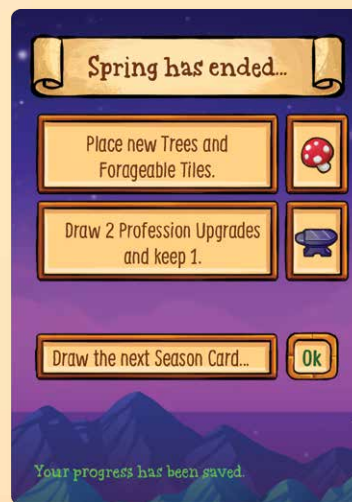 Spring has ended...
Place new Trees and
Forageable Tiles.
Draw 2 Profession Upgrades
and keep 1.
Draw the next Season Card...
Ok
Your progress has been saved.